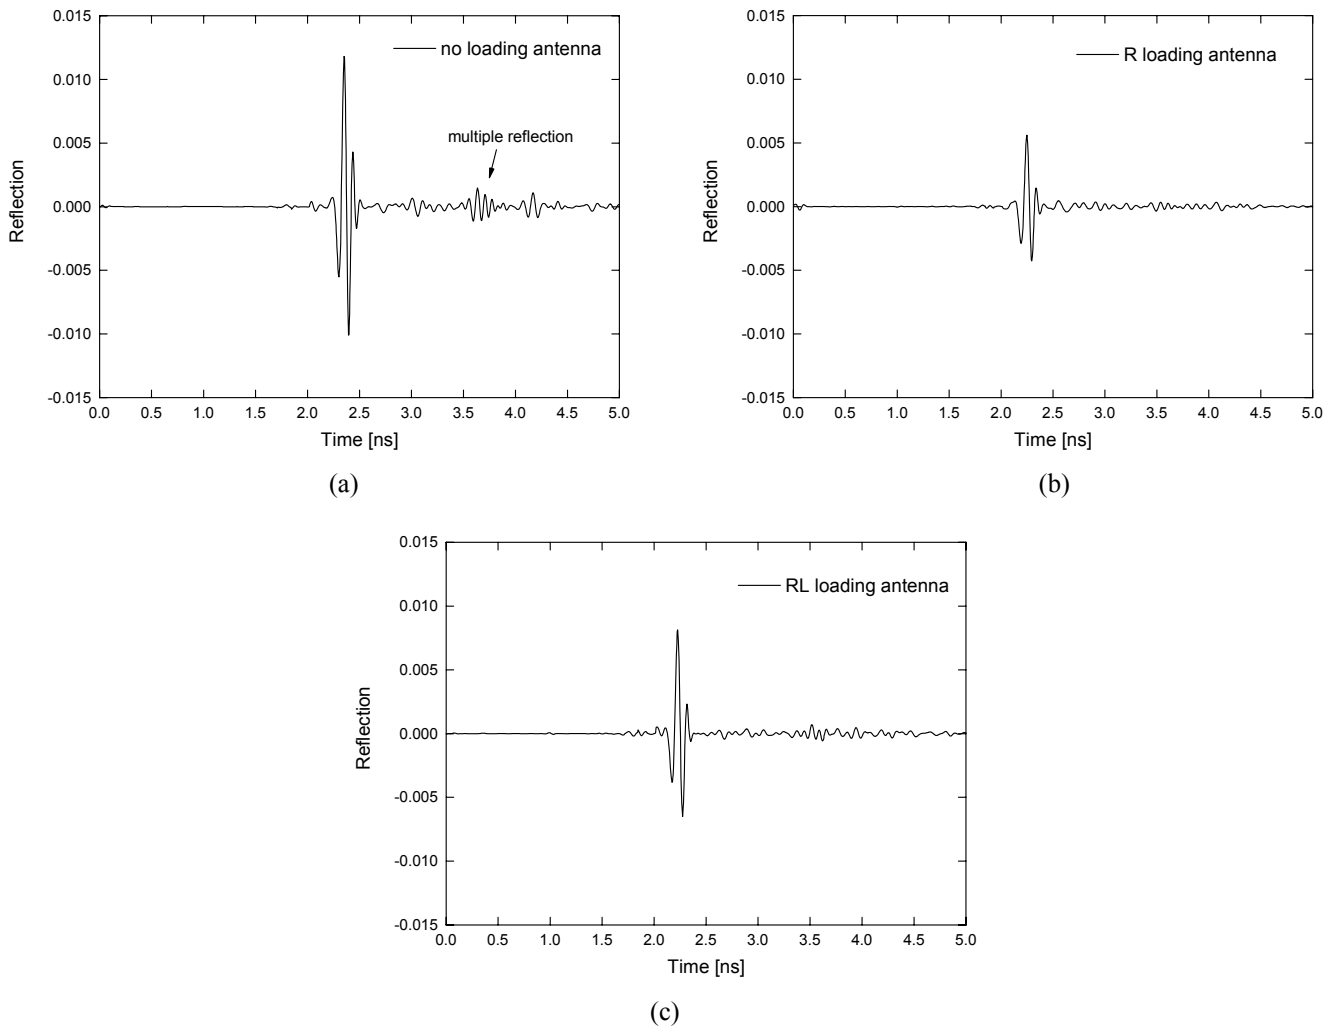 0.015
0.010
0.005
0.000
-0.005
-0.010
-0.015
Reflection
no loading antenna
multiple reflection
0.0 0.5 1.0 1.5 2.0 2.5 3.0 3.5 4.0 4.5 5.0
Time [ns]
(a)
0.015
0.010
0.005
0.000
-0.005
-0.010
-0.015
Reflection
R loading antenna
0.0 0.5 1.0 1.5 2.0 2.5 3.0 3.5 4.0 4.5 5.0
Time [ns]
(b)
0.015
0.010
0.005
0.000
-0.005
-0.010
-0.015
Reflection
RL loading antenna
0.0 0.5 1.0 1.5 2.0 2.5 3.0 3.5 4.0 4.5 5.0
Time [ns]
(c)